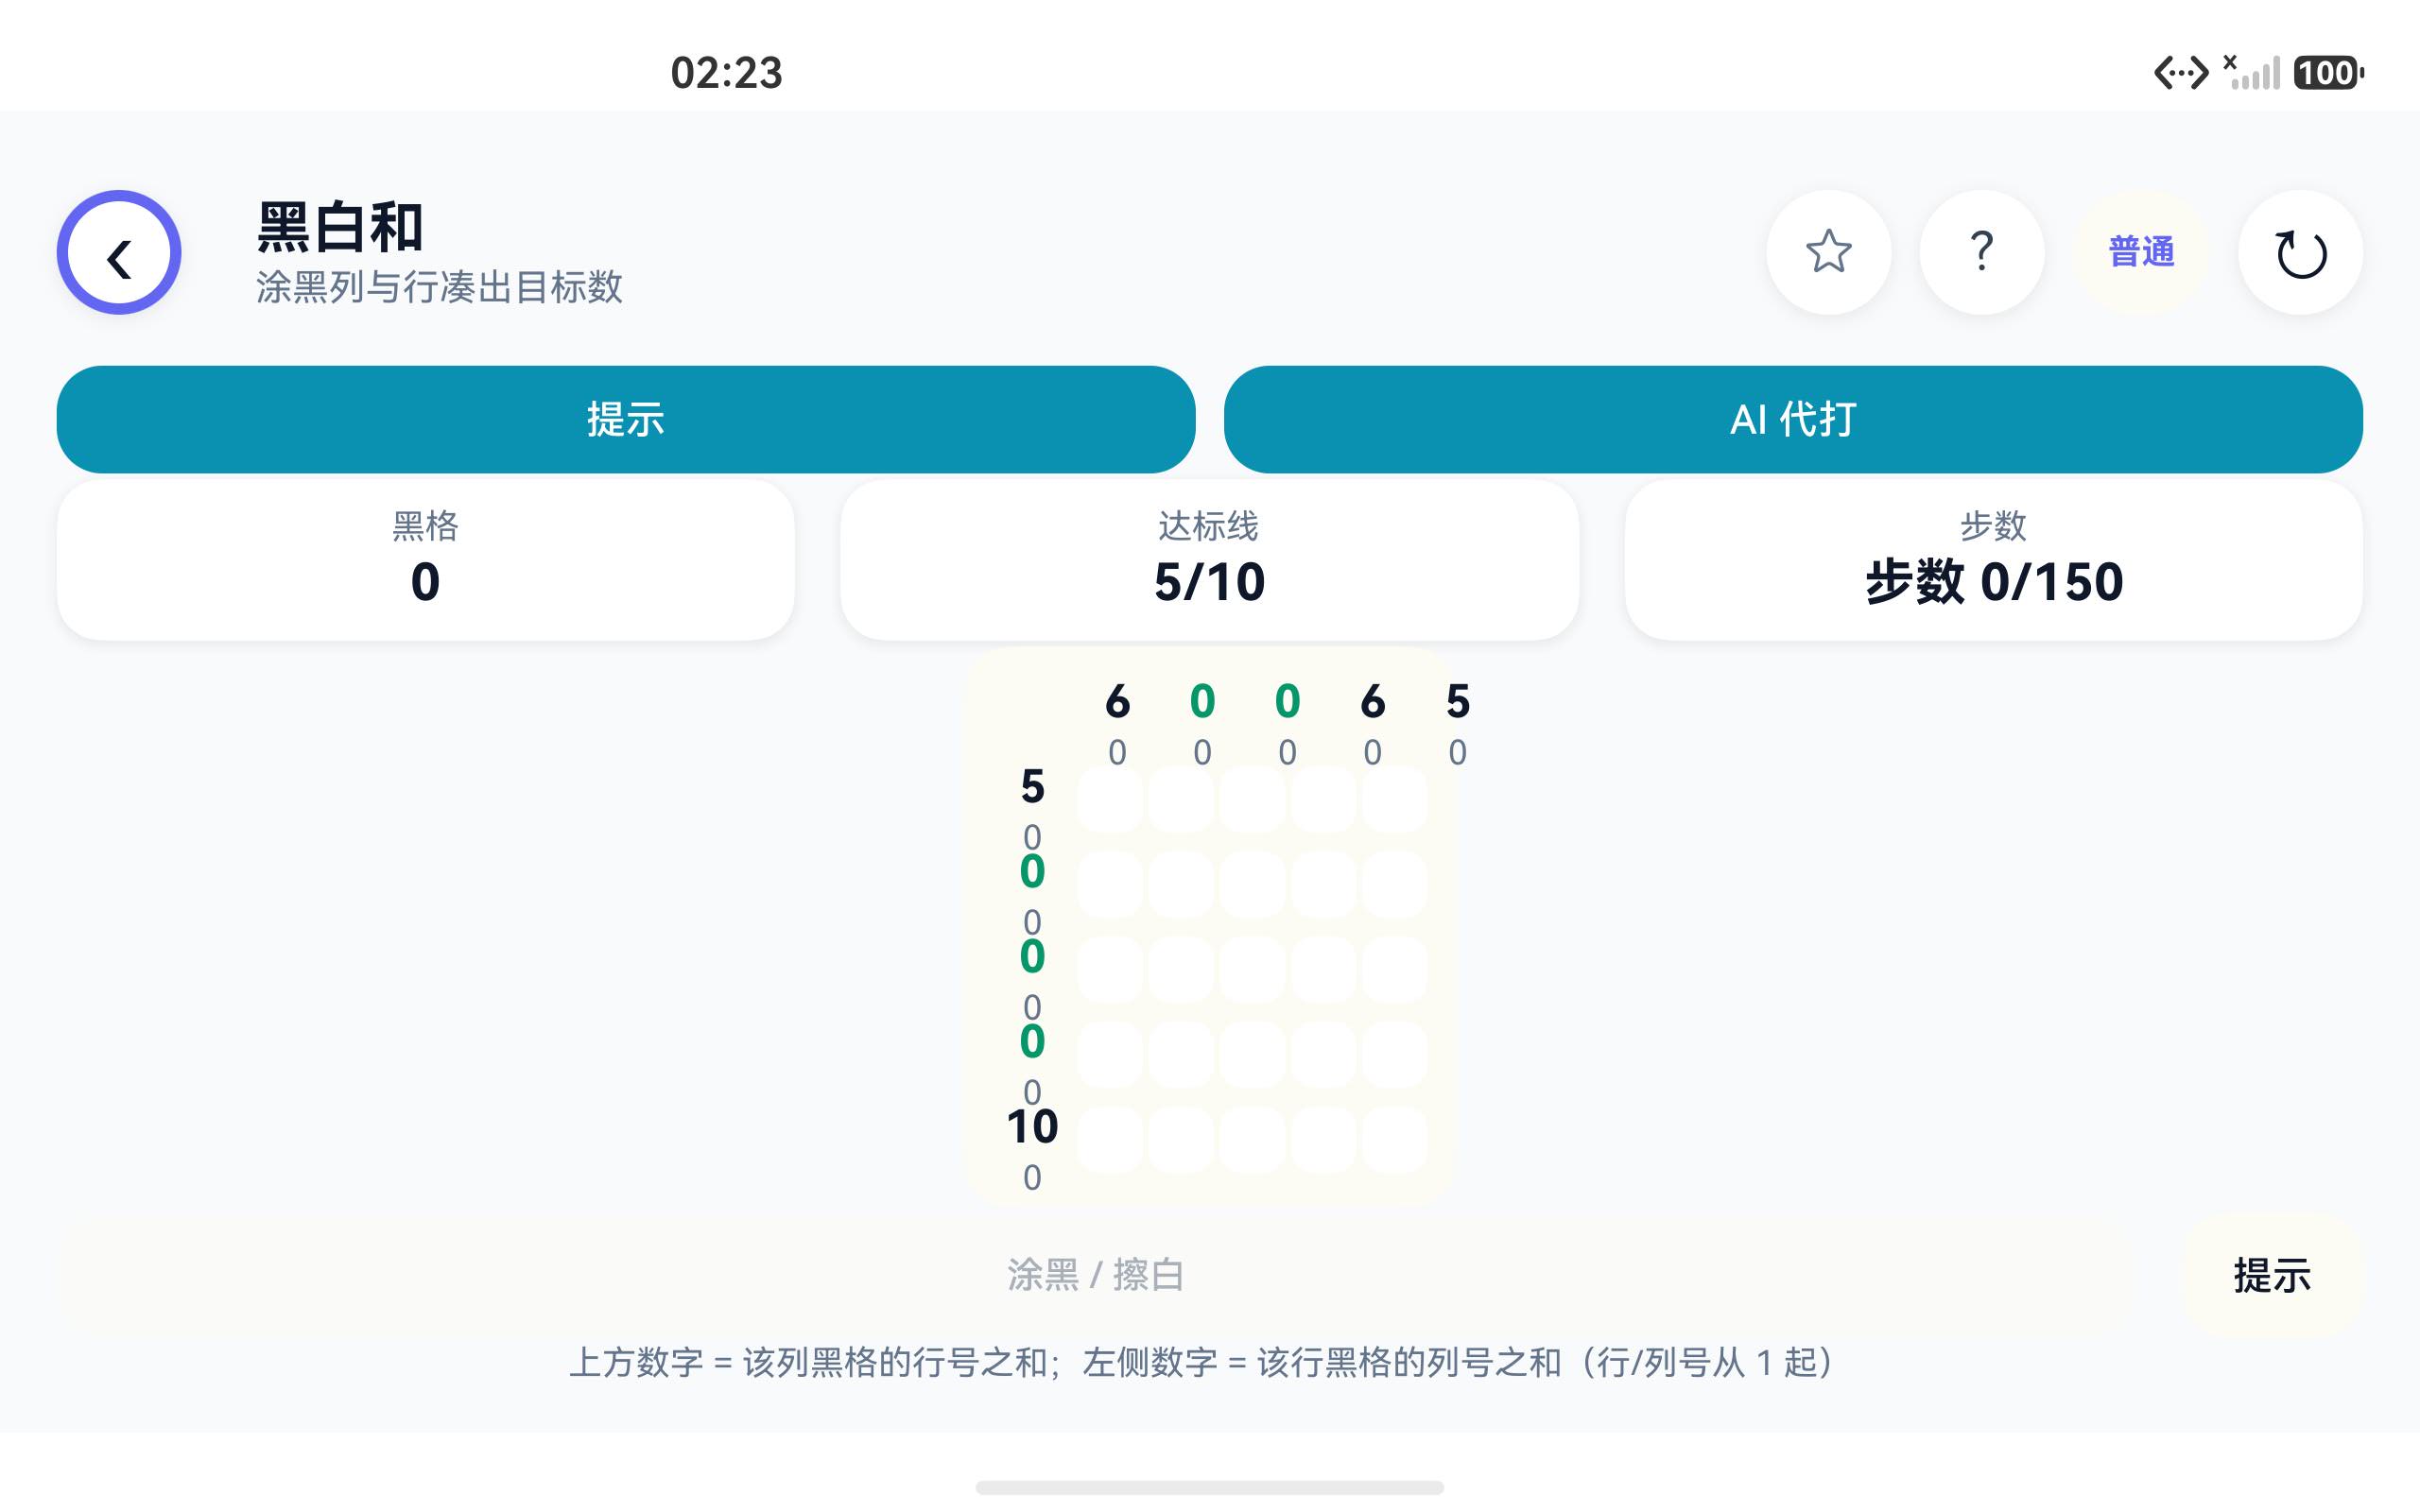 02:23
100
黑白和
涂黑列与行凑出目标数
?
普通
提示
AI 代打
黑格
0
达标线
5/10
步数
步数 0/150
6 0 0 6 5
0 0 0 0 0
5
0
0
0
0
0
0
0
10
0
涂黑 / 擦白
提示
上方数字 = 该列黑格的行号之和；左侧数字 = 该行黑格的列号之和（行/列号从 1 起）